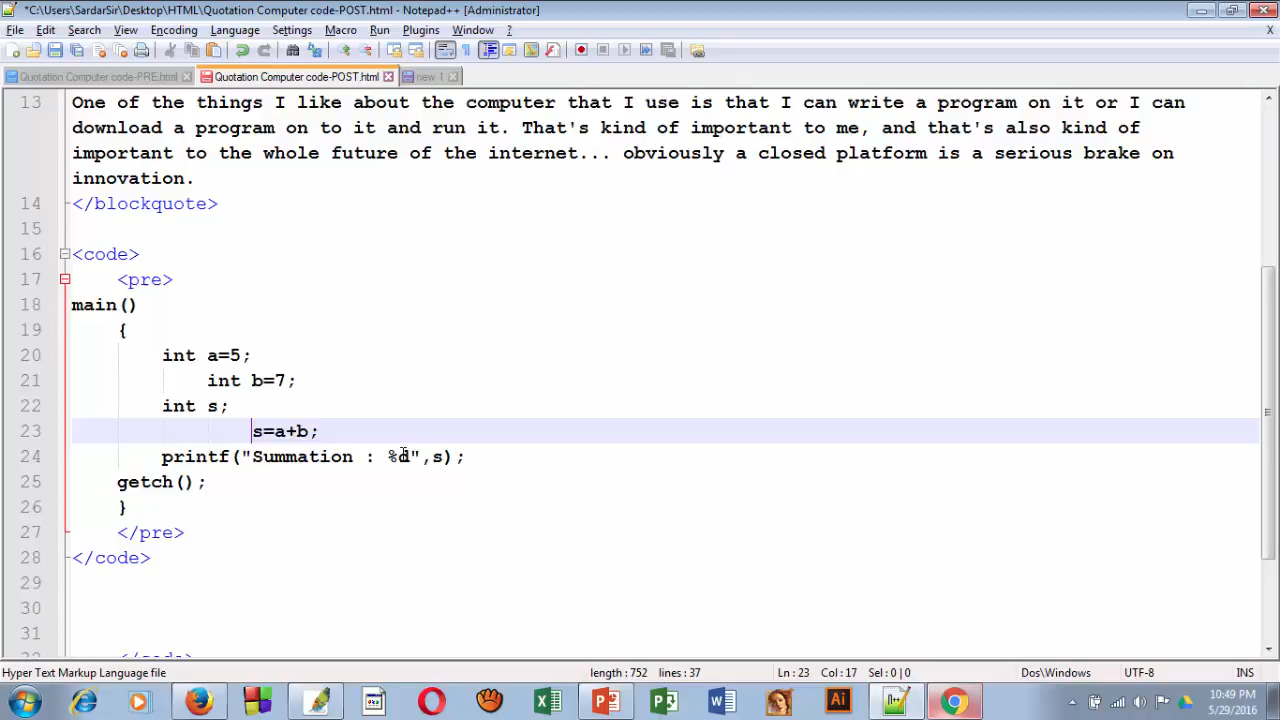 *C:\Users\SardarSir\Desktop\HTML\Quotation Computer code-POST.html - Notepad++ [Administrator]
File Edit Search View Encoding Language Settings Macro Run Plugins Window ? X
Quotation Computer code-PRE.html Quotation Computer code-POST.html new 1
13 One of the things I like about the computer that I use is that I can write a program on it or I can
download a program on to it and run it. That's kind of important to me, and that's also kind of
important to the whole future of the internet... obviously a closed platform is a serious brake on
innovation.
14 </blockquote>
15
16 <code>
17 <pre>
18 main()
19 {
20 int a=5;
21 int b=7;
22 int s;
23 s=a+b;
24 printf("Summation : %d",s);
25 getch();
26 }
27 </pre>
28 </code>
29
30
31
Hyper Text Markup Language file length : 752 lines : 37 Ln : 23 Col : 17 Sel : 0 | 0 Dos\Windows UTF-8 INS
10:49 PM
5/29/2016